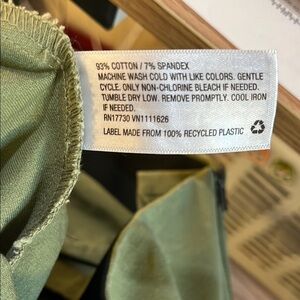 93% COTTON / 7% SPANDEX
MACHINE WASH COLD WITH LIKE COLORS. GENTLE
CYCLE. ONLY NON-CHLORINE BLEACH IF NEEDED.
TUMBLE DRY LOW. REMOVE PROMPTLY. COOL IRON
IF NEEDED.
RN17730 VN1111626
LABEL MADE FROM 100% RECYCLED PLASTIC